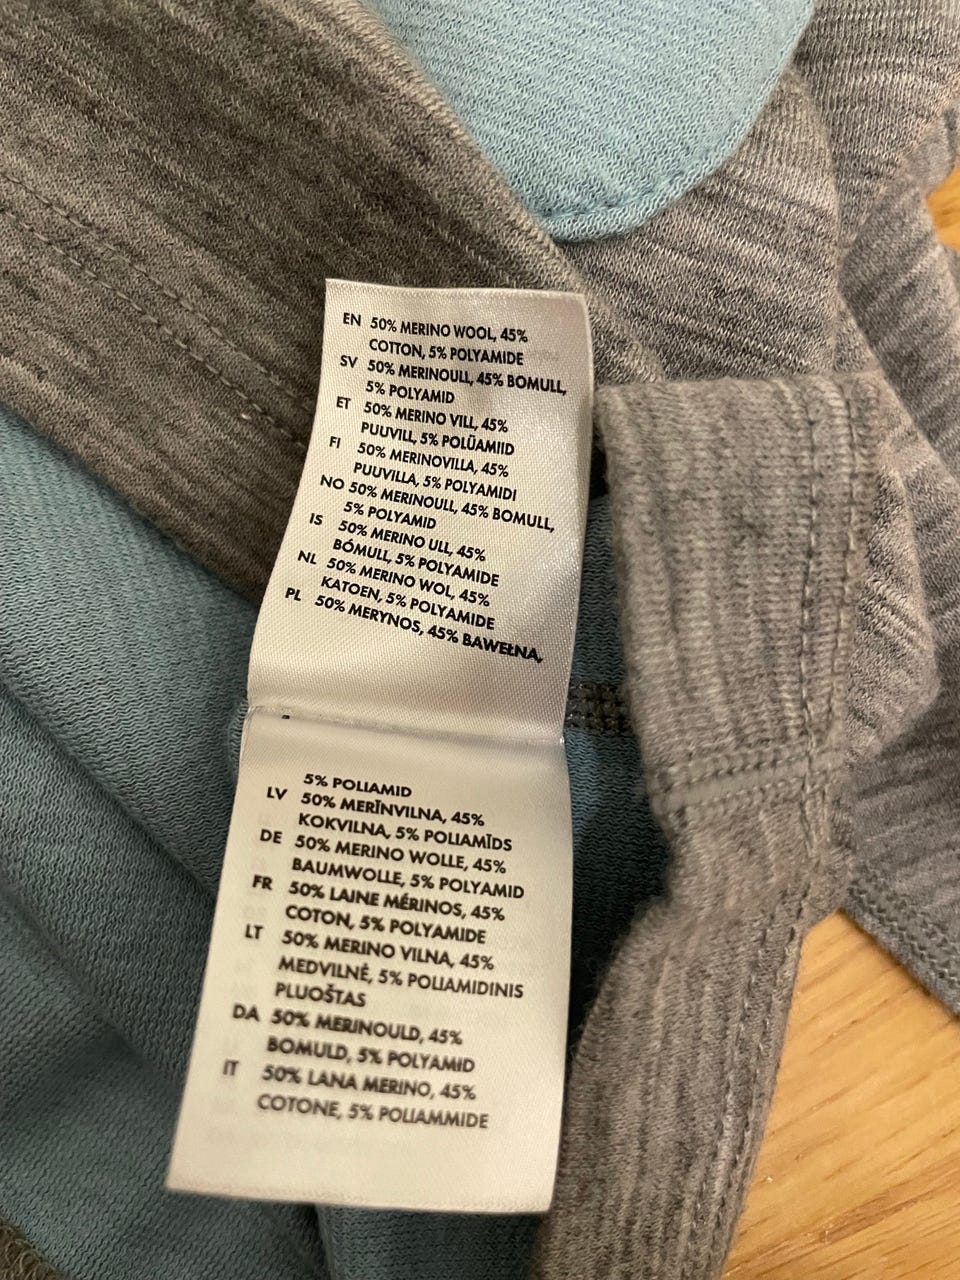 EN 50% MERINO WOOL, 45%
COTTON, 5% POLYAMIDE
SV 50% MERINOULL, 45% BOMULL,
5% POLYAMID
ET 50% MERINO VILL, 45%
PUUVILL, 5% POLÜAMIID
FI 50% MERINOVILLA, 45%
PUUVILLA, 5% POLYAMIDI
NO 50% MERINOULL, 45% BOMULL,
5% POLYAMID
IS 50% MERINO ULL, 45%
BÓMULL, 5% POLYAMIDE
NL 50% MERINO WOL, 45%
KATOEN, 5% POLYAMIDE
PL 50% MERYNOS, 45% BAWEŁNA,
5% POLIAMID
LV 50% MERĪNVILNA, 45%
KOKVILNA, 5% POLIAMĪDS
DE 50% MERINO WOLLE, 45%
BAUMWOLLE, 5% POLYAMID
FR 50% LAINE MÉRINOS, 45%
COTON, 5% POLYAMIDE
LT 50% MERINO VILNA, 45%
MEDVILNĖ, 5% POLIAMIDINIS
PLUOŠTAS
DA 50% MERINOULD, 45%
BOMULD, 5% POLYAMID
IT 50% LANA MERINO, 45%
COTONE, 5% POLIAMMIDE